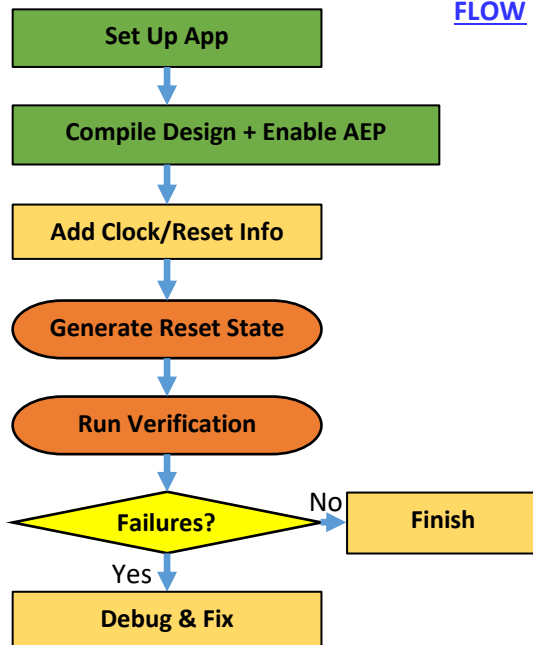 FLOW
Set Up App
Compile Design + Enable AEP
Add Clock/Reset Info
Generate Reset State
Run Verification
Failures?
No
Finish
Yes
Debug & Fix